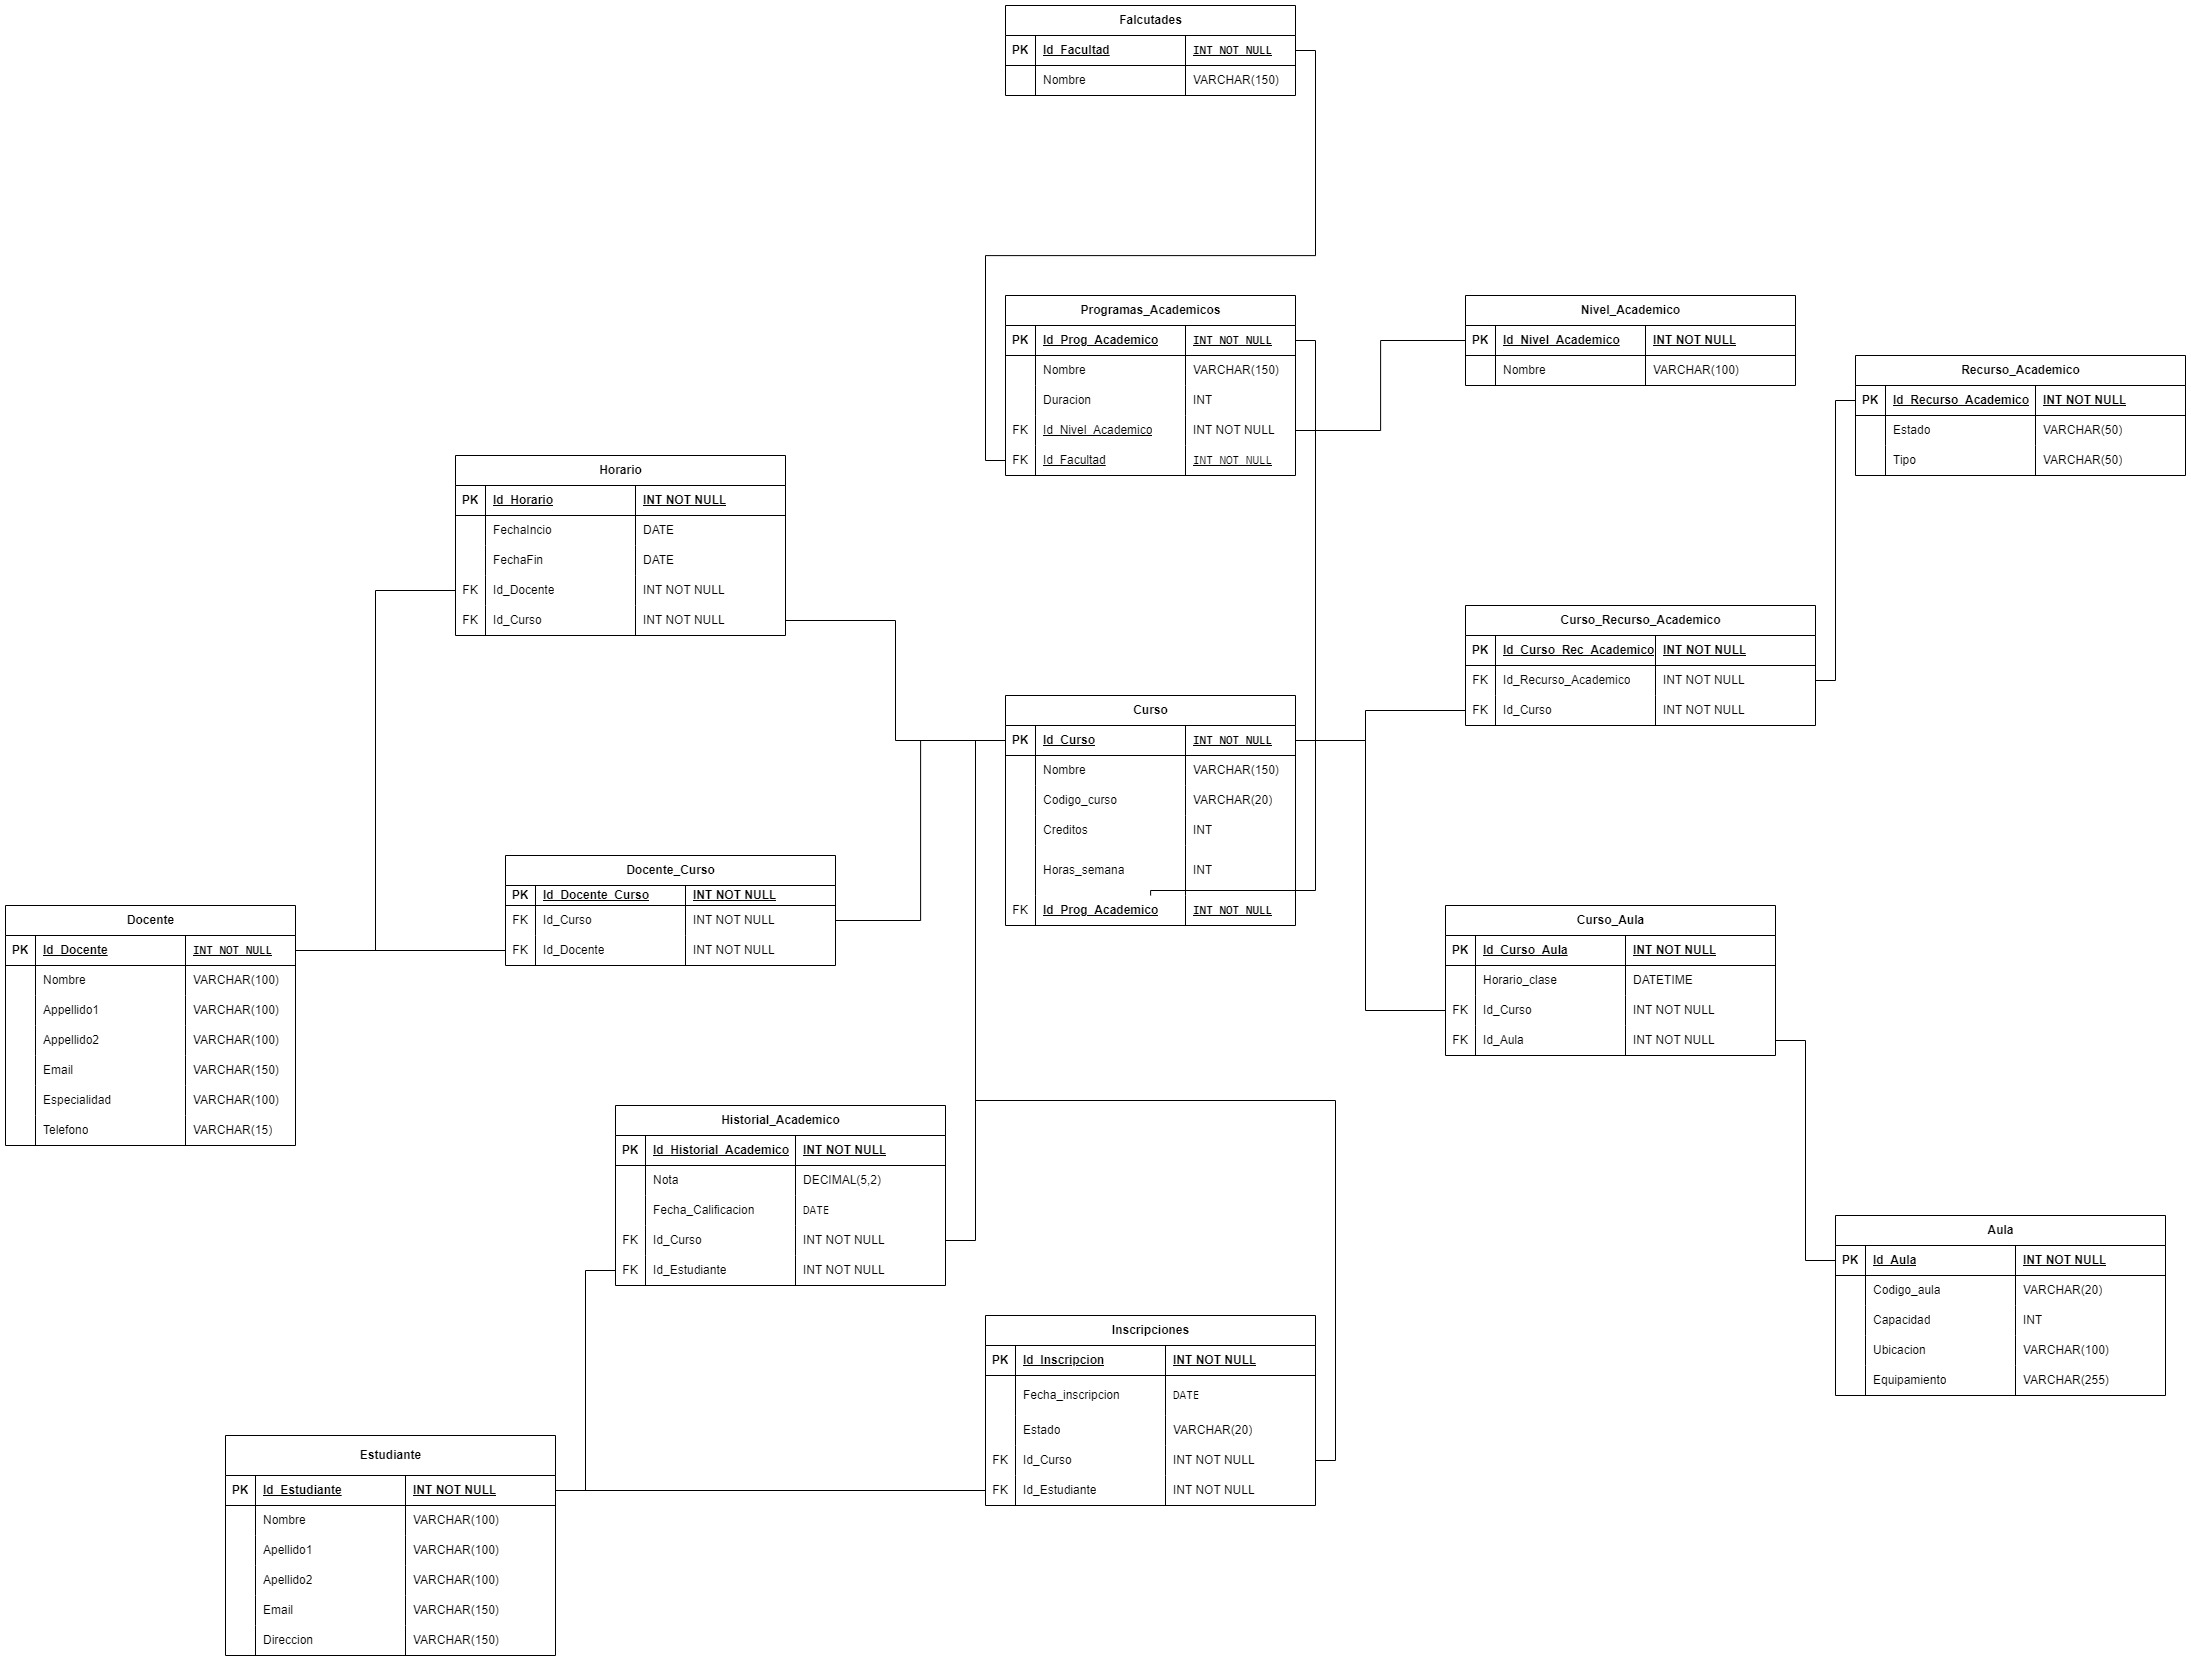 Falcutades
PK Id_Facultad INT NOT NULL
Nombre VARCHAR(150)
Programas_Academicos
PK Id_Prog_Academico INT NOT NULL
Nombre VARCHAR(150)
Duracion INT
FK Id_Nivel_Academico INT NOT NULL
FK Id_Facultad INT NOT NULL
Nivel_Academico
PK Id_Nivel_Academico INT NOT NULL
Nombre VARCHAR(100)
Recurso_Academico
PK Id_Recurso_Academico INT NOT NULL
Estado VARCHAR(50)
Tipo VARCHAR(50)
Horario
PK Id_Horario INT NOT NULL
FechaIncio DATE
FechaFin DATE
FK Id_Docente INT NOT NULL
FK Id_Curso INT NOT NULL
Curso_Recurso_Academico
PK Id_Curso_Rec_Academico INT NOT NULL
FK Id_Recurso_Academico INT NOT NULL
FK Id_Curso INT NOT NULL
Curso
PK Id_Curso INT NOT NULL
Nombre VARCHAR(150)
Codigo_curso VARCHAR(20)
Creditos INT
Horas_semana INT
FK Id_Prog_Academico INT NOT NULL
Docente_Curso
PK Id_Docente_Curso INT NOT NULL
FK Id_Curso INT NOT NULL
FK Id_Docente INT NOT NULL
Docente
PK Id_Docente INT NOT NULL
Nombre VARCHAR(100)
Appellido1 VARCHAR(100)
Appellido2 VARCHAR(100)
Email VARCHAR(150)
Especialidad VARCHAR(100)
Telefono VARCHAR(15)
Curso_Aula
PK Id_Curso_Aula INT NOT NULL
Horario_clase DATETIME
FK Id_Curso INT NOT NULL
FK Id_Aula INT NOT NULL
Historial_Academico
PK Id_Historial_Academico INT NOT NULL
Nota DECIMAL(5,2)
Fecha_Calificacion DATE
FK Id_Curso INT NOT NULL
FK Id_Estudiante INT NOT NULL
Aula
PK Id_Aula INT NOT NULL
Codigo_aula VARCHAR(20)
Capacidad INT
Ubicacion VARCHAR(100)
Equipamiento VARCHAR(255)
Inscripciones
PK Id_Inscripcion INT NOT NULL
Fecha_inscripcion DATE
Estado VARCHAR(20)
FK Id_Curso INT NOT NULL
FK Id_Estudiante INT NOT NULL
Estudiante
PK Id_Estudiante INT NOT NULL
Nombre VARCHAR(100)
Apellido1 VARCHAR(100)
Apellido2 VARCHAR(100)
Email VARCHAR(150)
Direccion VARCHAR(150)